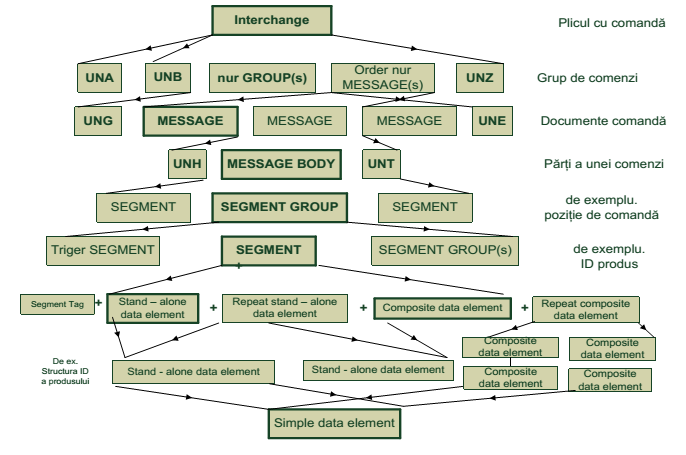 Interchange
Plicul cu comandă
UNA
UNB
nur GROUP(s)
Order nur
MESSAGE(s)
UNZ
Grup de comenzi
UNG
MESSAGE
MESSAGE
MESSAGE
UNE
Documente comandă
UNH
MESSAGE BODY
UNT
Părți a unei comenzi
SEGMENT
SEGMENT GROUP
SEGMENT
de exemplu.
poziție de comandă
Triger SEGMENT
SEGMENT
SEGMENT GROUP(s)
de exemplu.
ID produs
+
Segment Tag
+
Stand – alone
data element
+
Repeat stand – alone
data element
+
Composite data element
+
Repeat composite
data element
Composite
data element
Composite
data element
De ex.
Structura ID
a produsului
Stand - alone data element
Stand - alone data element
Composite
data element
Composite
data element
Simple data element